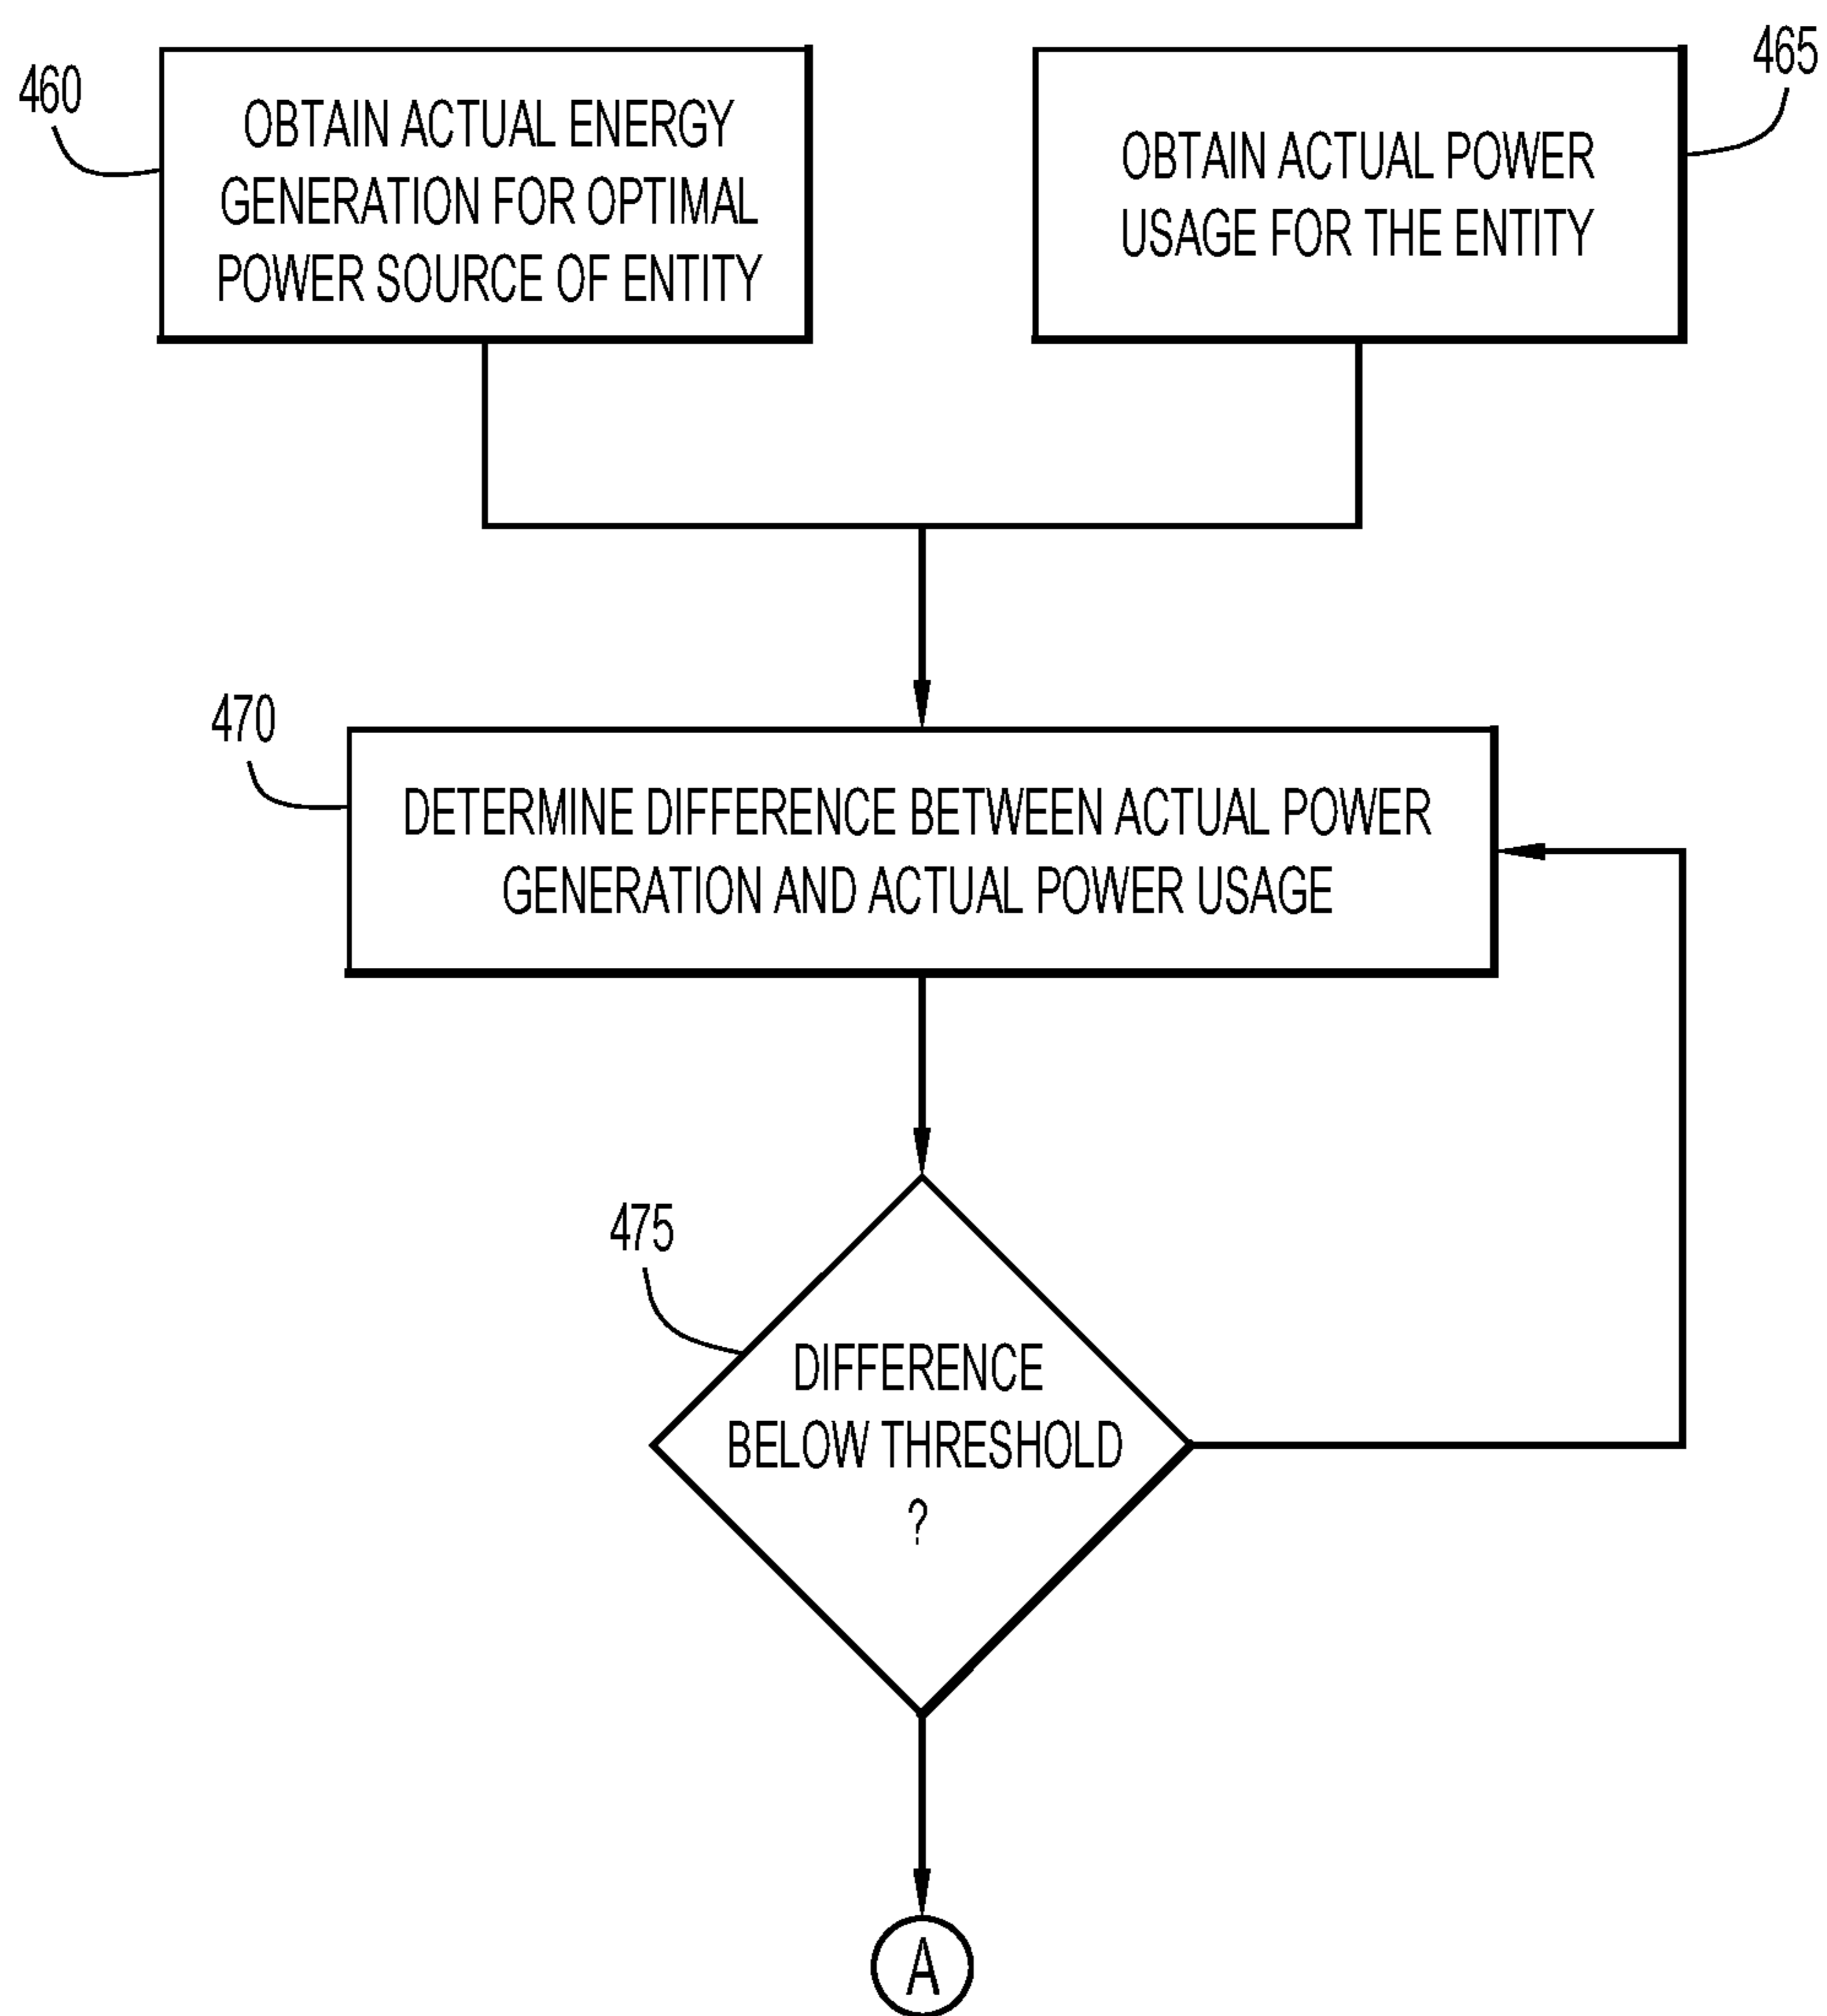 460
OBTAIN ACTUAL ENERGY
GENERATION FOR OPTIMAL
POWER SOURCE OF ENTITY
465
OBTAIN ACTUAL POWER
USAGE FOR THE ENTITY
470
DETERMINE DIFFERENCE BETWEEN ACTUAL POWER
GENERATION AND ACTUAL POWER USAGE
475
DIFFERENCE
BELOW THRESHOLD
?
A